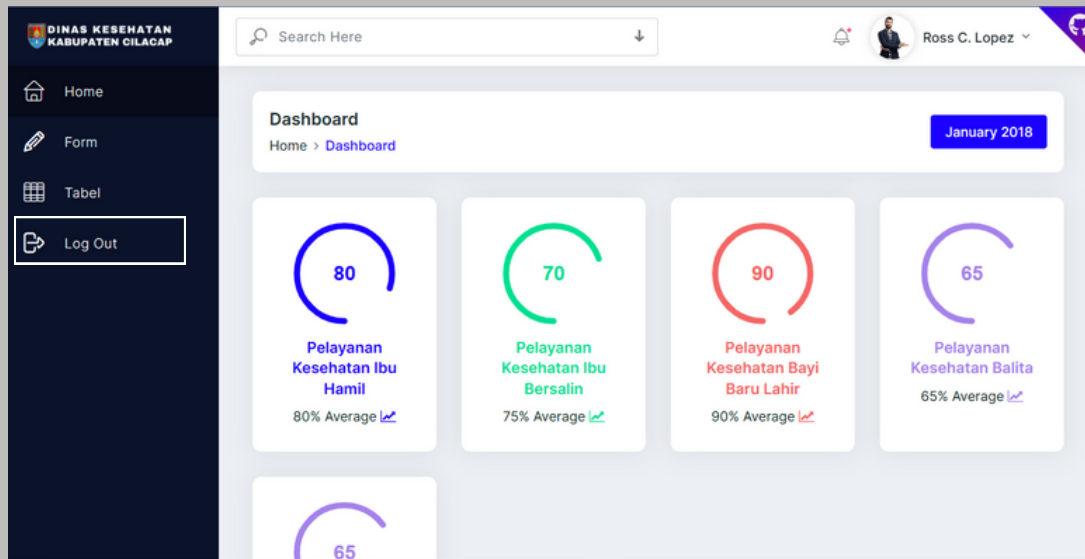 DINAS KESEHATAN
KABUPATEN CILACAP
Search Here
Ross C. Lopez
Home
Form
Tabel
Log Out
Dashboard
Home > Dashboard
January 2018
80
Pelayanan
Kesehatan Ibu
Hamil
80% Average
70
Pelayanan
Kesehatan Ibu
Bersalin
75% Average
90
Pelayanan
Kesehatan Bayi
Baru Lahir
90% Average
65
Pelayanan
Kesehatan Balita
65% Average
65